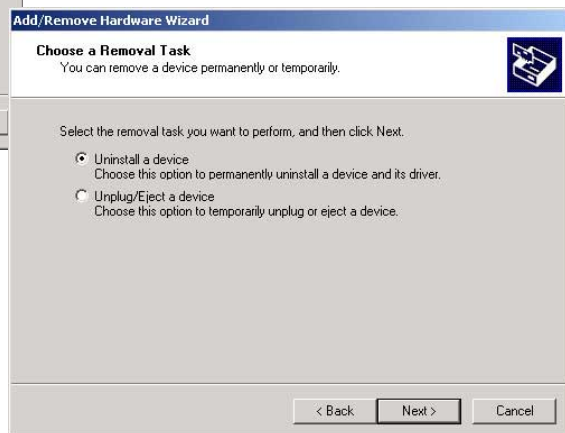 Add/Remove Hardware Wizard
Choose a Removal Task
You can remove a device permanently or temporarily.
Select the removal task you want to perform, and then click Next.
Uninstall a device
Choose this option to permanently uninstall a device and its driver.
Unplug/Eject a device
Choose this option to temporarily unplug or eject a device.
< Back Next > Cancel